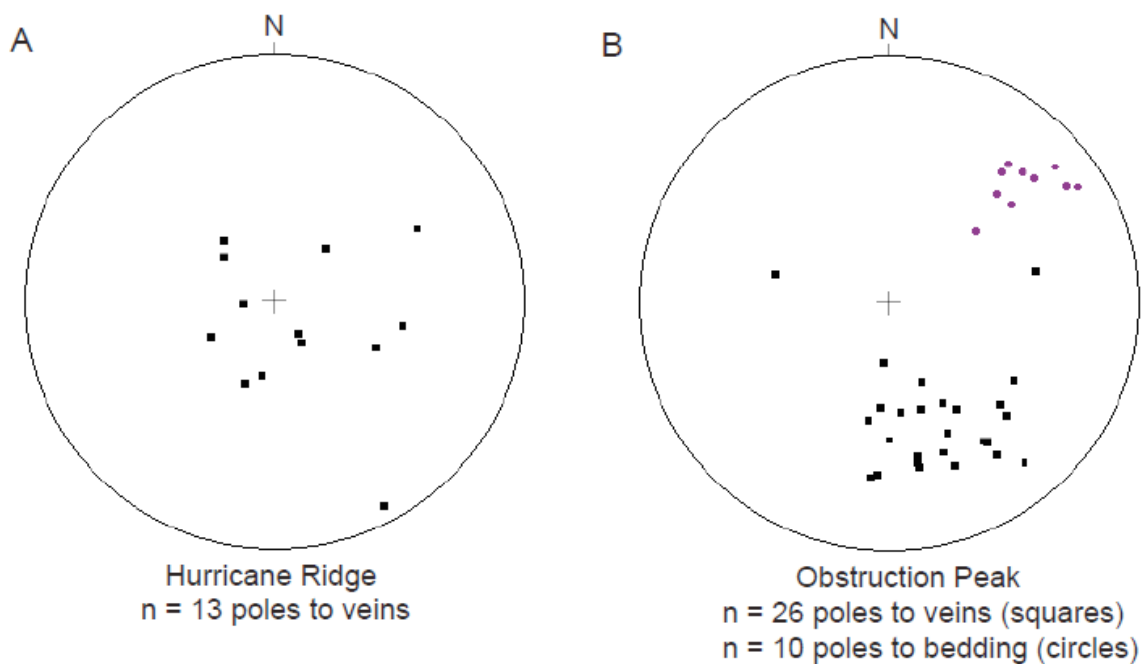 A
N
Hurricane Ridge
n = 13 poles to veins
B
N
Obstruction Peak
n = 26 poles to veins (squares)
n = 10 poles to bedding (circles)